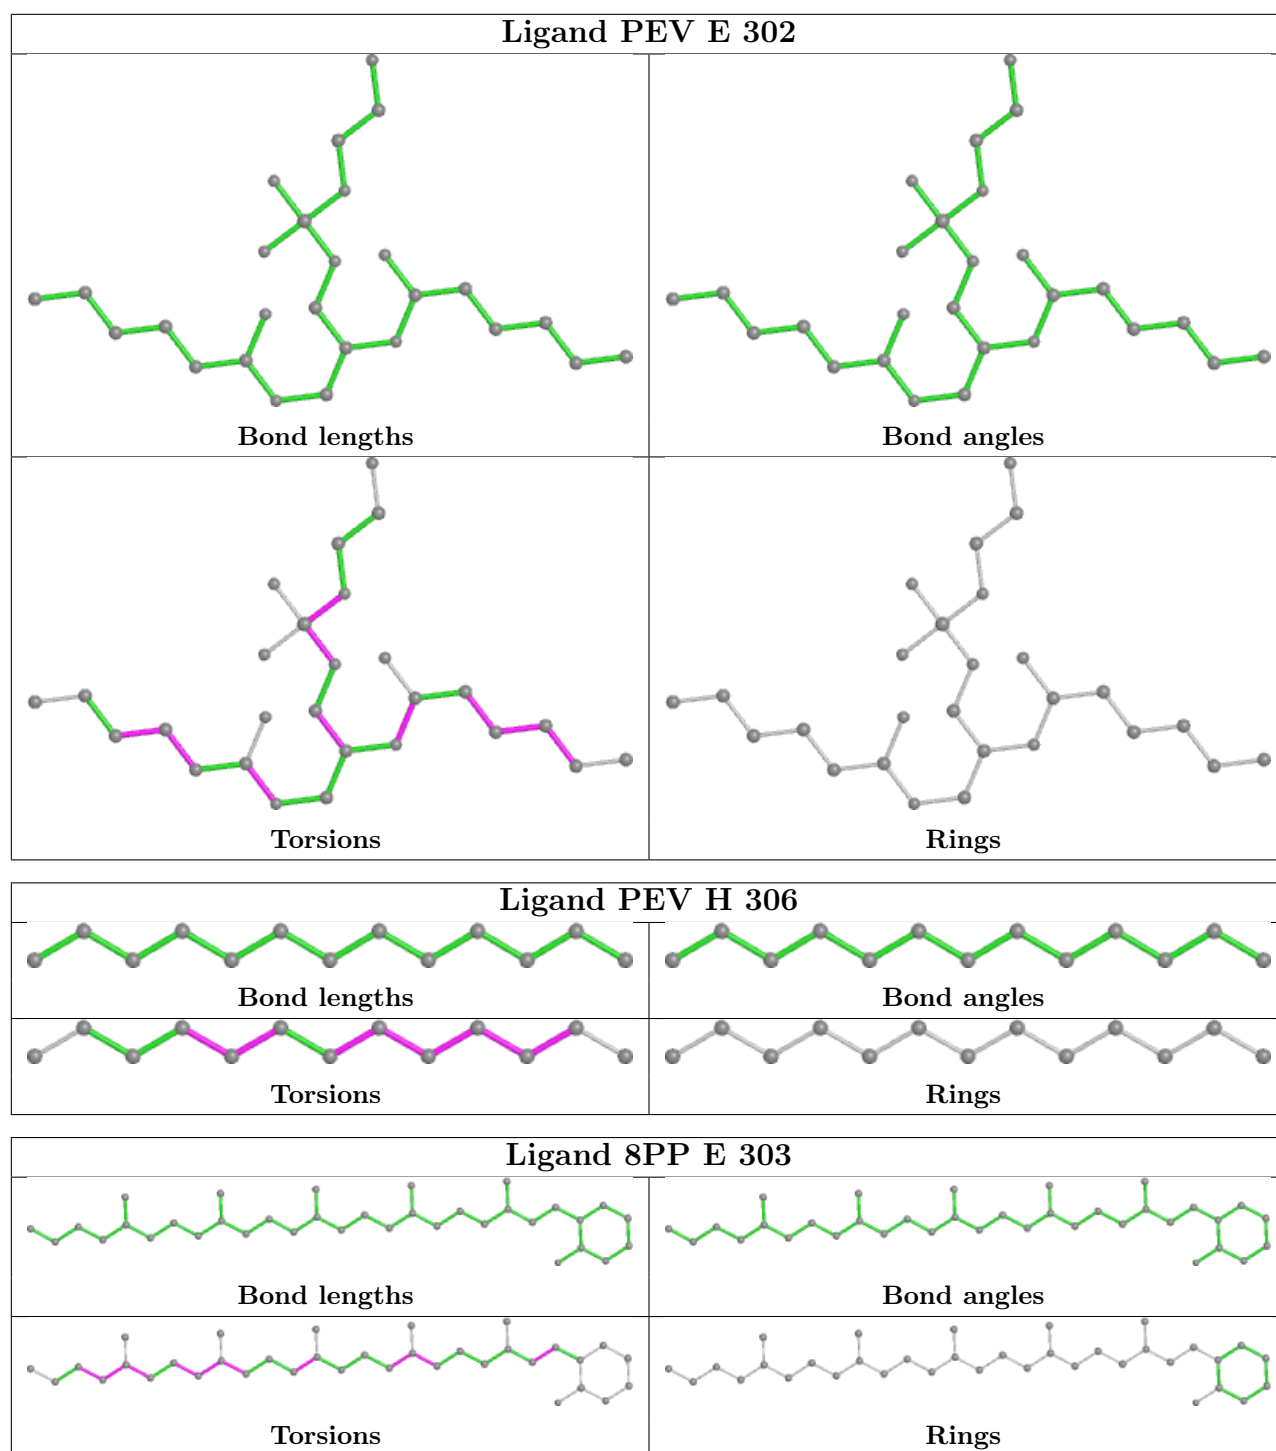 Ligand PEV E 302
Bond lengths
Bond angles
Torsions
Rings
Ligand PEV H 306
Bond lengths
Bond angles
Torsions
Rings
Ligand 8PP E 303
Bond lengths
Bond angles
Torsions
Rings